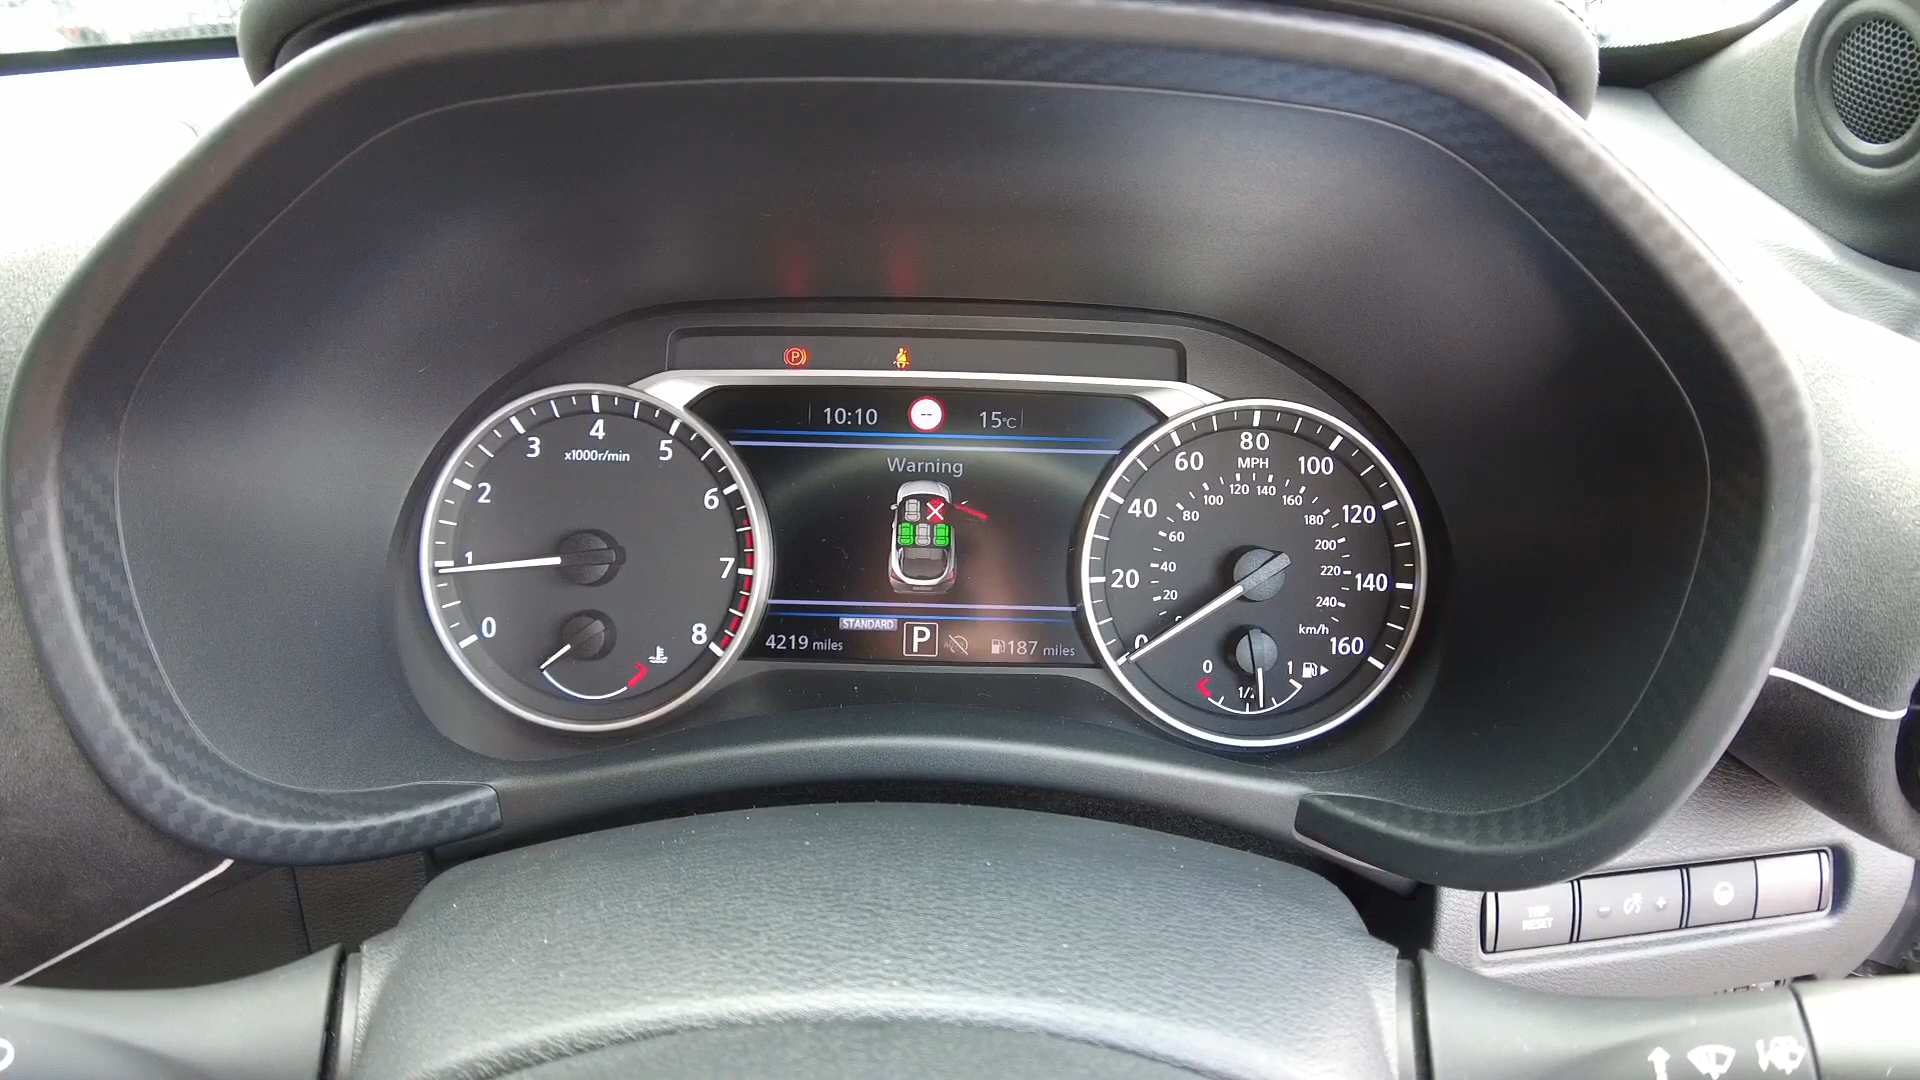 P
10:10 -- 15°C
Warning
STANDARD
4219 miles P 187 miles
0 1 2 3 4 5 6 7 8
x1000r/min
0 20 40 60 80 100 120 140 160
MPH
20 40 60 80 100 120 140 160 180 200 220 240
km/h
0 1/2 1
TRIP
RESET
- +